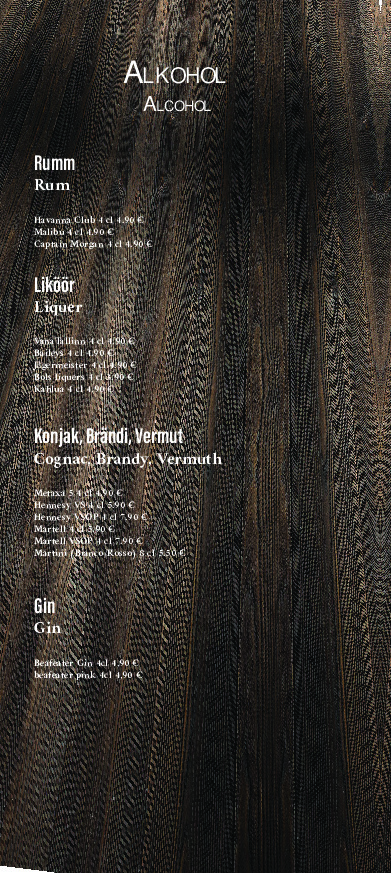 ALKOHOL
ALCOHOL
Rumm
Rum
Havanna Club 4 cl 4.90 €
Malibu 4 cl 4.90 €
Captain Morgan 4 cl 4.90 €
Liköör
Liquer
Vana Tallinn 4 cl 4.90 €
Baileys 4 cl 4.90 €
Jägermeister 4 cl 4.90 €
Bols liquers 4 cl 4.90 €
Kahlua 4 cl 4.90 €
Konjak, Brändi, Vermut
Cognac, Brandy, Vermuth
Metaxa 5 4 cl 4.90 €
Hennesy VS 4 cl 5.90 €
Hennesy VSOP 4 cl 7.90 €
Martell 4 cl 5.90 €
Martell VSOP 4 cl 7.90 €
Martini (Bianco, Rosso) 8 cl 5.50 €
Gin
Gin
Beafeater Gin 4cl 4.90 €
beafeater pink 4cl 4.90 €